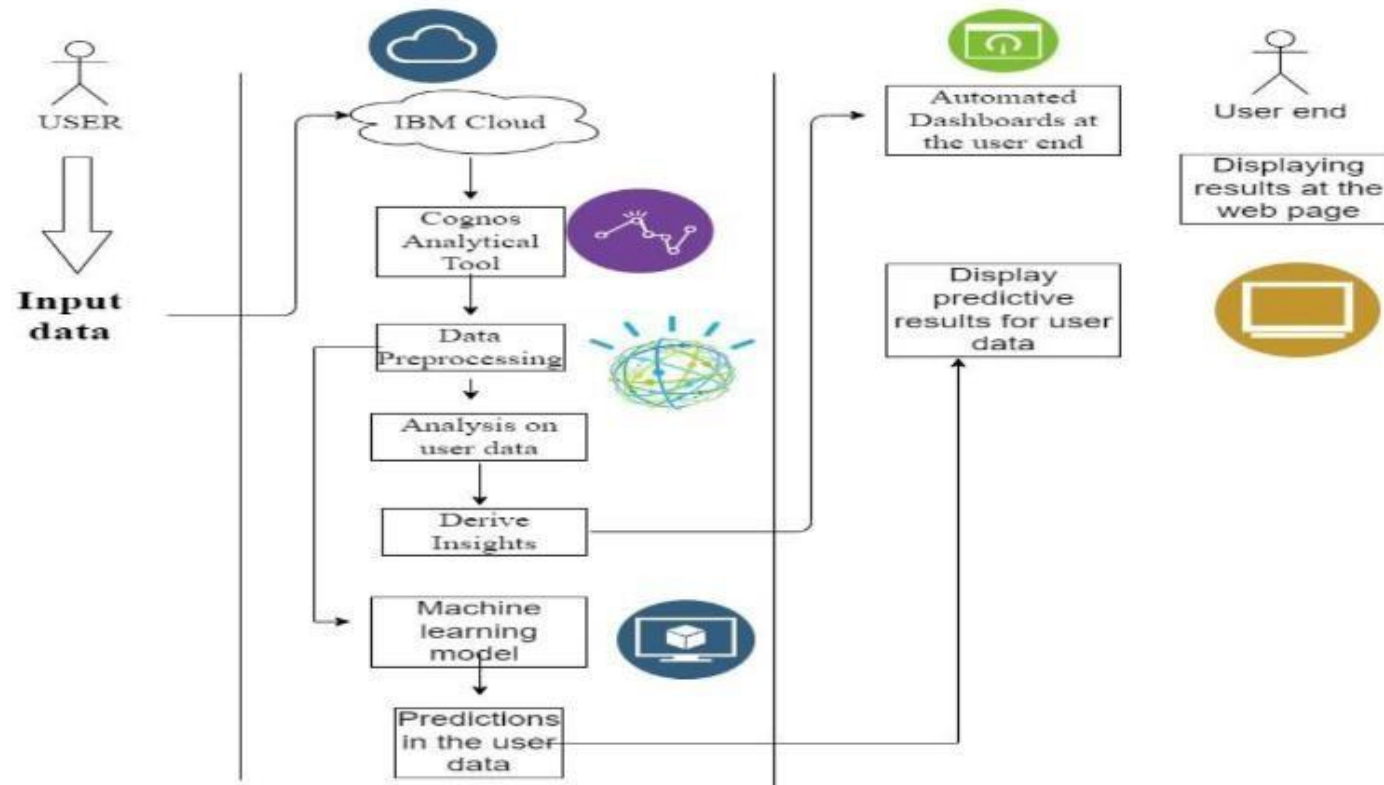 USER
Input
data
IBM Cloud
Cognos
Analytical
Tool
Data
Preprocessing
Analysis on
user data
Derive
Insights
Machine
learning
model
Predictions
in the user
data
Automated
Dashboards at
the user end
Display
predictive
results for user
data
User end
Displaying
results at the
web page